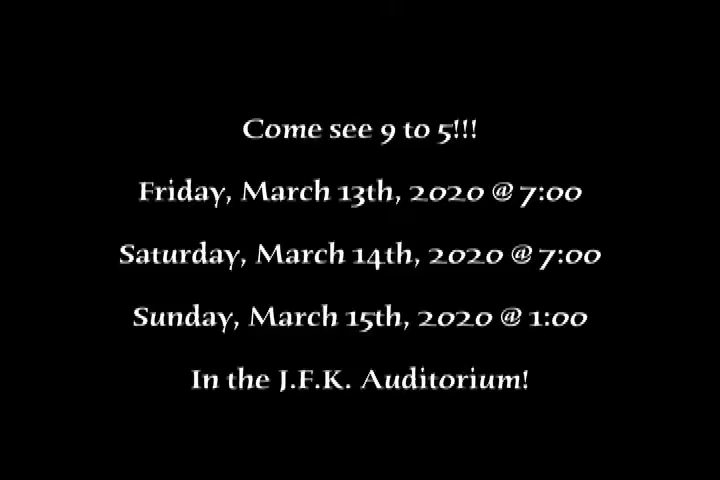 Come see 9 to 5!!!
Friday, March 13th, 2020 @ 7:00
Saturday, March 14th, 2020 @ 7:00
Sunday, March 15th, 2020 @ 1:00
In the J.F.K. Auditorium!